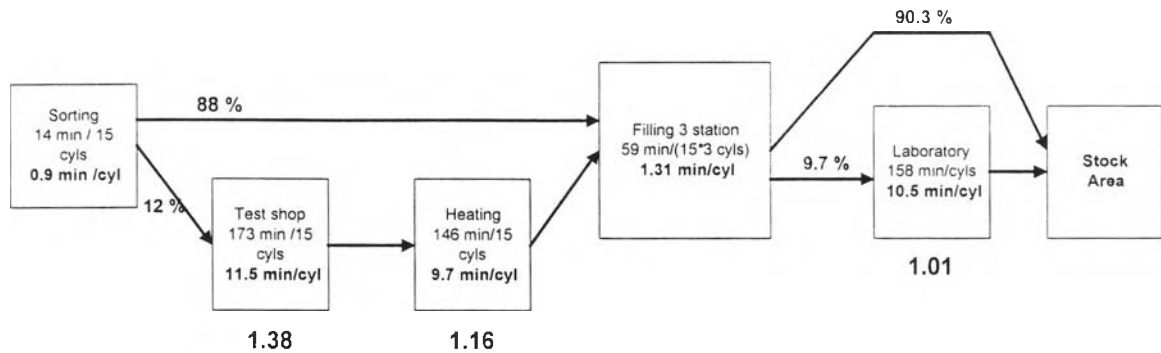 90.3 %
Sorting
14 min / 15
cyls
0.9 min /cyl
88 %
12 %
Test shop
173 min /15
cyls
11.5 min/cyl
1.38
Heating
146 min/15
cyls
9.7 min/cyl
1.16
Filling 3 station
59 min/(15*3 cyls)
1.31 min/cyl
9.7 %
Laboratory
158 min/cyls
10.5 min/cyl
1.01
Stock
Area